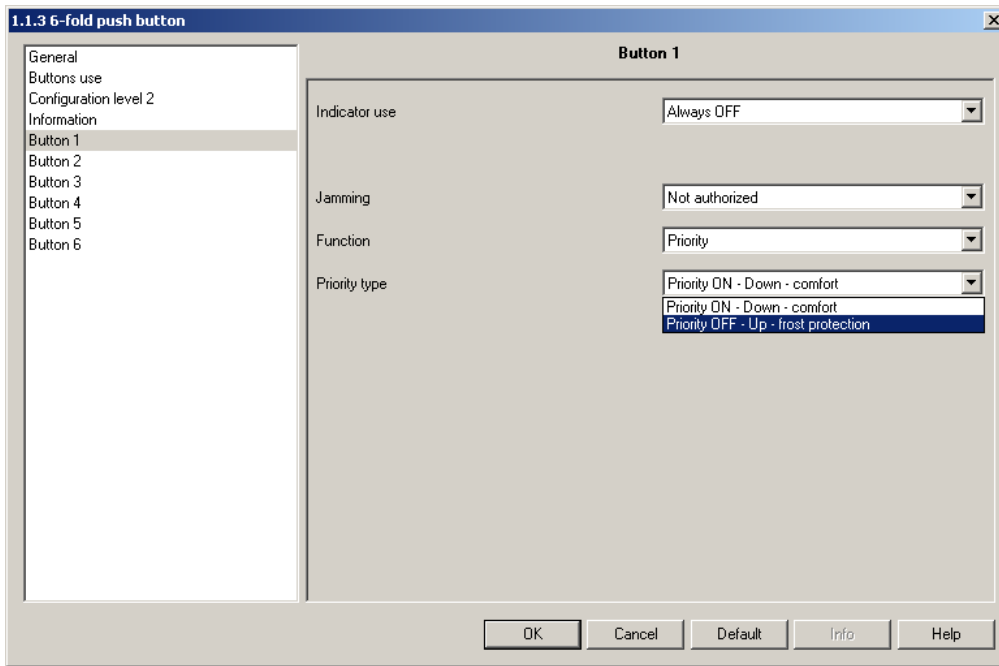 1.1.3 6-fold push button
General
Buttons use
Configuration level 2
Information
Button 1
Button 2
Button 3
Button 4
Button 5
Button 6
Button 1
Indicator use
Always OFF
Jamming
Not authorized
Function
Priority
Priority type
Priority ON - Down - comfort
Priority ON - Down - comfort
Priority OFF - Up - frost protection
OK
Cancel
Default
Info
Help